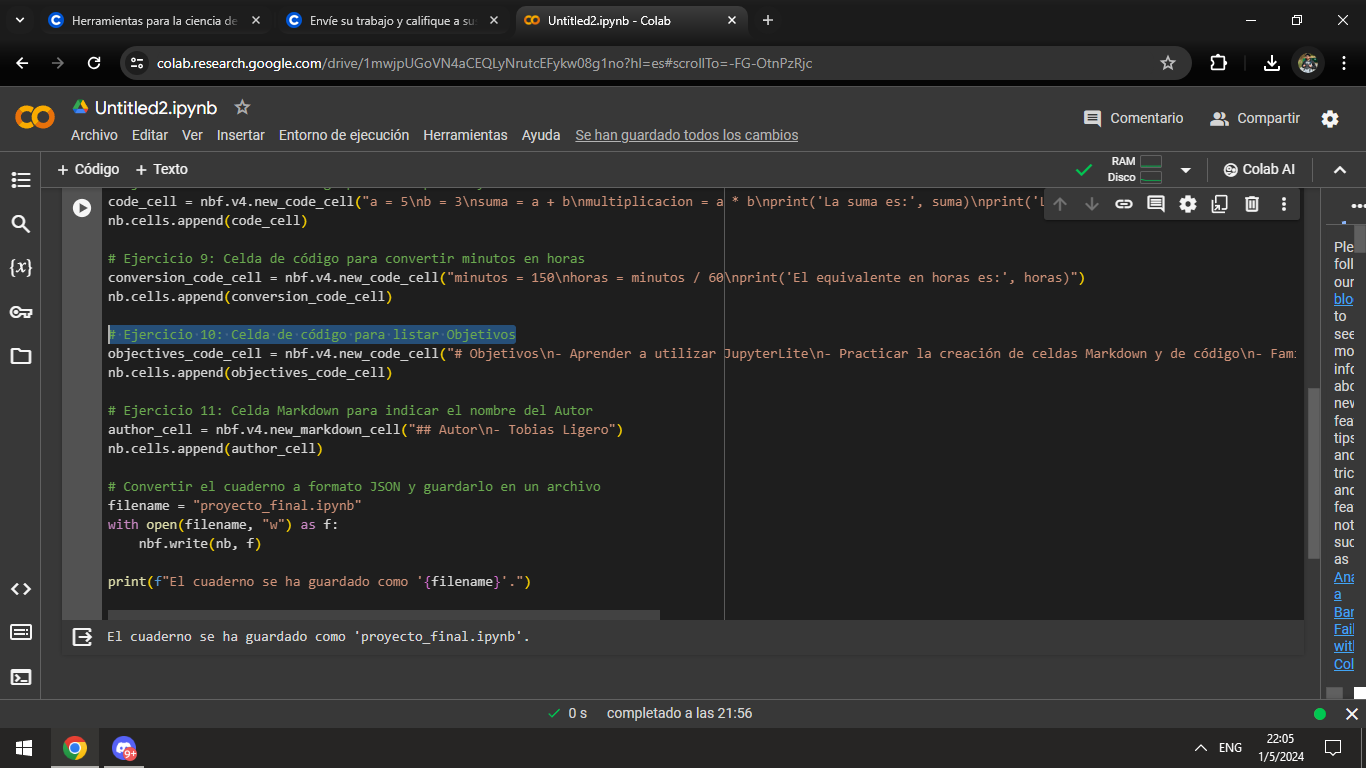 Herramientas para la ciencia de
Envíe su trabajo y califique a su
Untitled2.ipynb - Colab
colab.research.google.com/drive/1mwjpUGoVN4aCEQLyNrutcEFykw08g1no?hl=es#scrollTo=-FG-OtnPzRjc
Untitled2.ipynb
Archivo Editar Ver Insertar Entorno de ejecución Herramientas Ayuda Se han guardado todos los cambios
Comentario Compartir
+ Código + Texto
RAM
Disco
Colab AI
code_cell = nbf.v4.new_code_cell("a = 5\nb = 3\nsuma = a + b\nmultiplicacion = a * b\nprint('La suma es:', suma)\nprint('L
nb.cells.append(code_cell)
# Ejercicio 9: Celda de código para convertir minutos en horas
conversion_code_cell = nbf.v4.new_code_cell("minutos = 150\nhoras = minutos / 60\nprint('El equivalente en horas es:', horas)")
nb.cells.append(conversion_code_cell)
# Ejercicio 10: Celda de código para listar Objetivos
objectives_code_cell = nbf.v4.new_code_cell("# Objetivos\n- Aprender a utilizar JupyterLite\n- Practicar la creación de celdas Markdown y de código\n- Fami
nb.cells.append(objectives_code_cell)
# Ejercicio 11: Celda Markdown para indicar el nombre del Autor
author_cell = nbf.v4.new_markdown_cell("## Autor\n- Tobias Ligero")
nb.cells.append(author_cell)
# Convertir el cuaderno a formato JSON y guardarlo en un archivo
filename = "proyecto_final.ipynb"
with open(filename, "w") as f:
    nbf.write(nb, f)
print(f"El cuaderno se ha guardado como '{filename}'.")
El cuaderno se ha guardado como 'proyecto_final.ipynb'.
Ple
foll
our
blo
to
see
mo
info
abo
nev
fea
tips
and
tric
and
fea
not
suc
as
Ana
a
Bar
Fail
with
Col
0 s completado a las 21:56
9+
ENG
22:05
1/5/2024